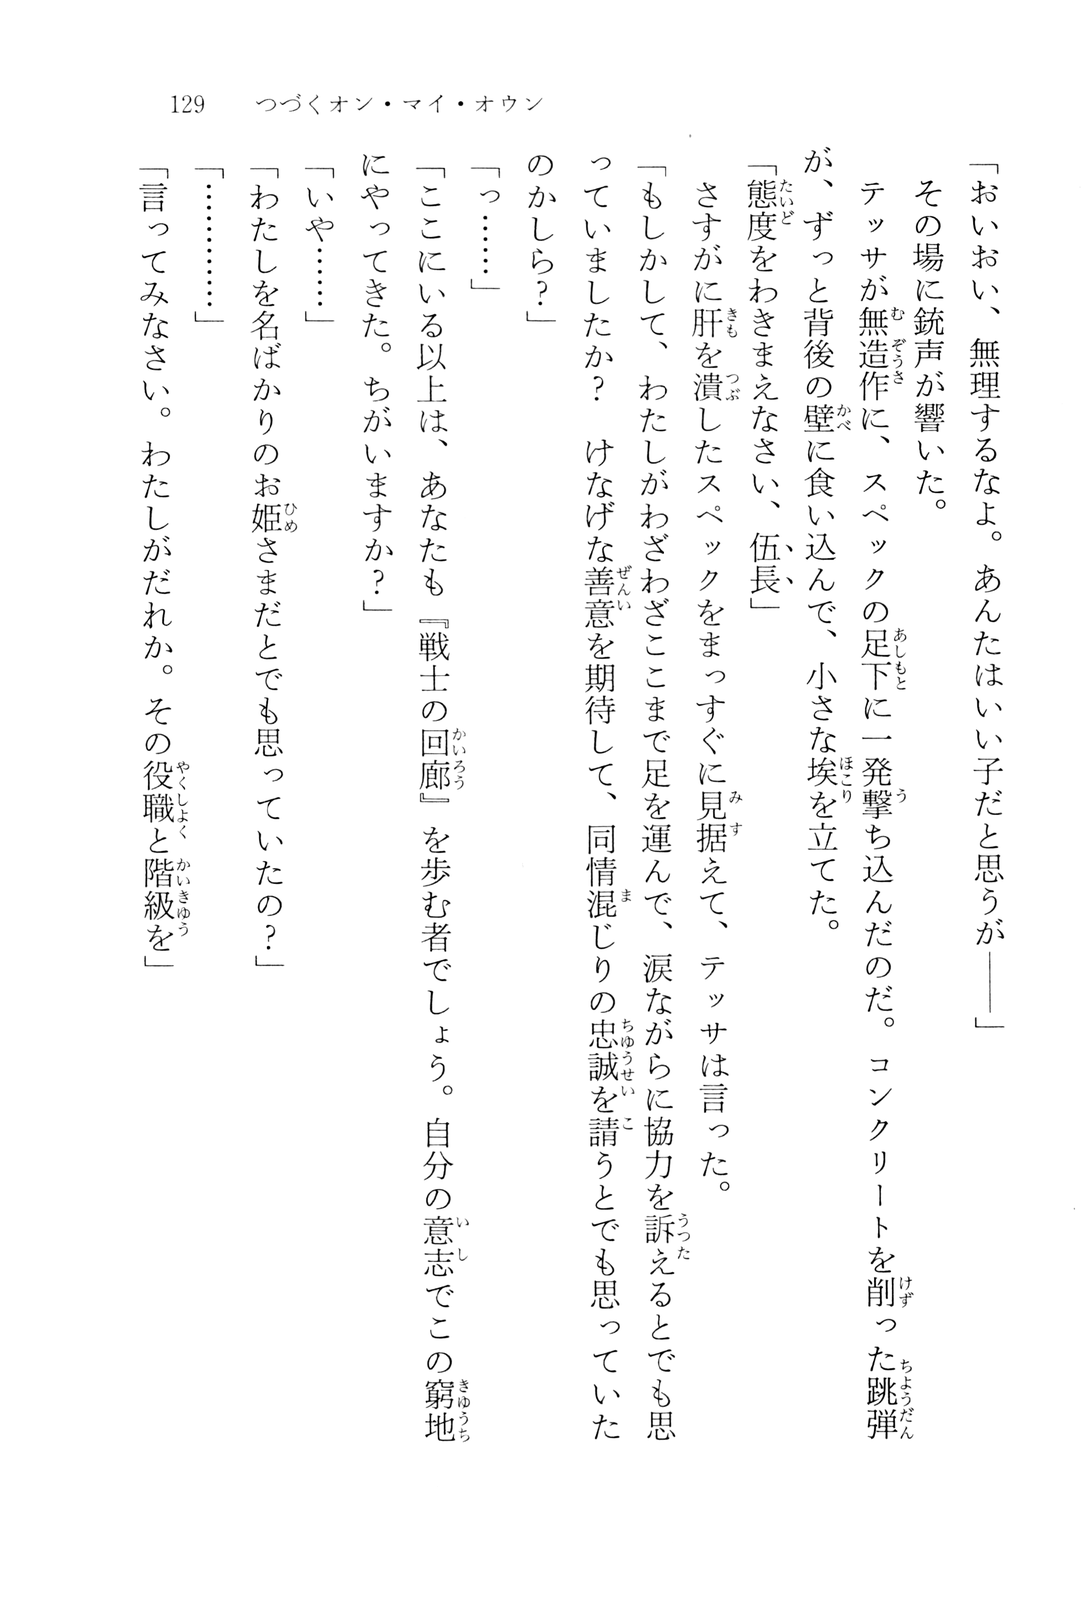 129 つづくオン・マイ・オウン
「おいおい、無理するなよ。あんたはいい子だと思うが――」
その場に銃声が響いた。
テッサが無造作に、スペックの足下に一発撃ち込んだのだ。コンクリートを削った跳弾
が、ずっと背後の壁に食い込んで、小さな埃を立てた。
「態度をわきまえなさい、伍長」
さすがに肝を潰したスペックをまっすぐに見据えて、テッサは言った。
「もしかして、わたしがわざわざここまで足を運んで、涙ながらに協力を訴えるとでも思
っていましたか？　けなげな善意を期待して、同情混じりの忠誠を請うとでも思っていた
のかしら？」
「っ……」
「ここにいる以上は、あなたも『戦士の回廊』を歩む者でしょう。自分の意志でこの窮地
にやってきた。ちがいますか？」
「いや……」
「わたしを名ばかりのお姫さまだとでも思っていたの？」
「…………」
「言ってみなさい。わたしがだれか。その役職と階級を」